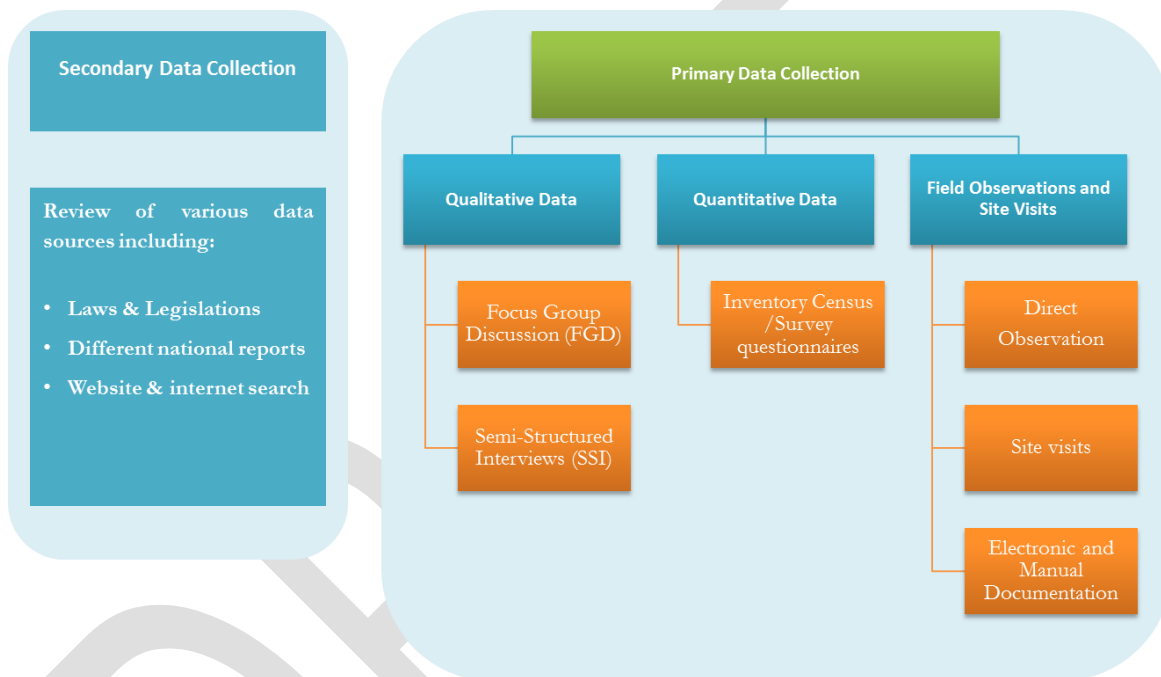 Secondary Data Collection
Review of various data
sources including:
• Laws & Legislations
• Different national reports
• Website & internet search
Primary Data Collection
Qualitative Data
Focus Group
Discussion (FGD)
Semi-Structured
Interviews (SSI)
Quantitative Data
Inventory Census
/Survey
questionnaires
Field Observations and
Site Visits
Direct
Observation
Site visits
Electronic and
Manual
Documentation